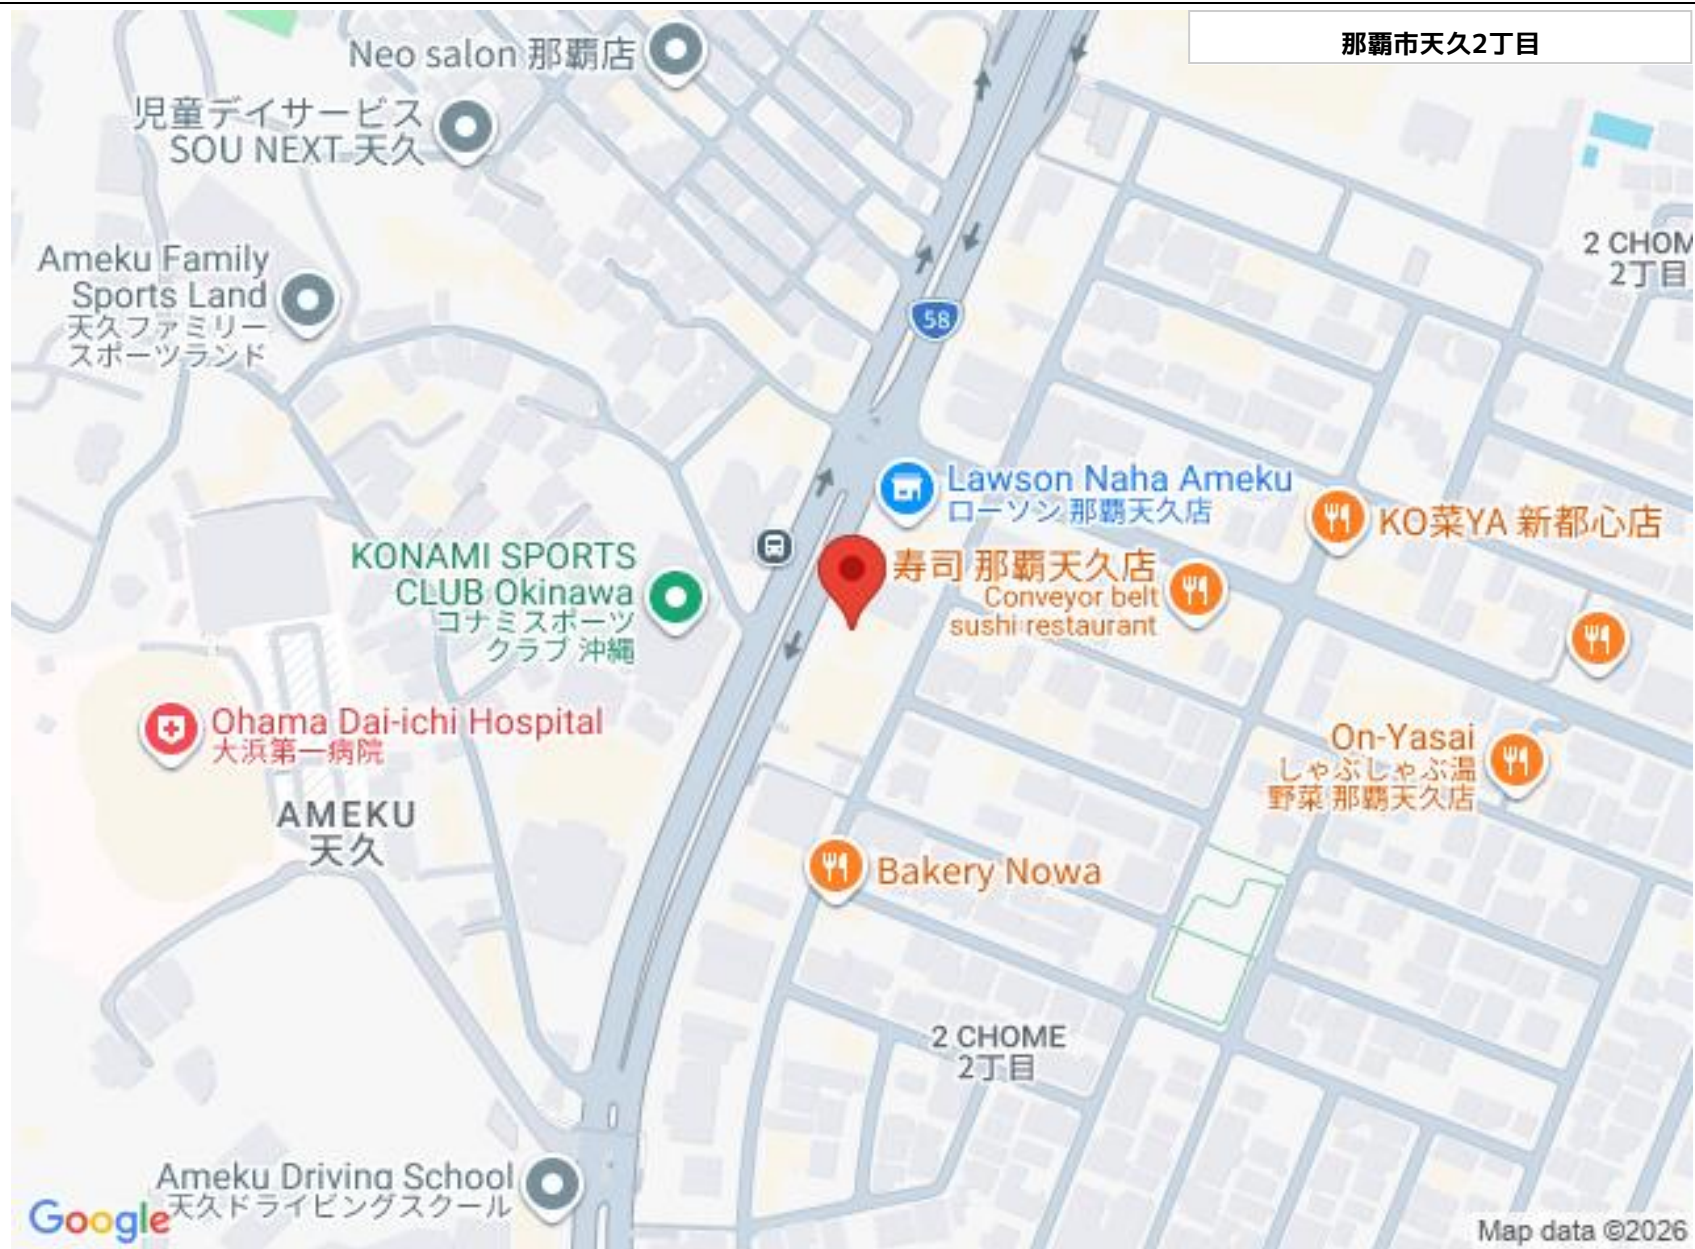 那覇市天久2丁目
Neo salon 那覇店
児童デイサービス
SOU NEXT 天久
2 CHOM
2丁目
Ameku Family
Sports Land
天久ファミリー
スポーツランド
58
Lawson Naha Ameku
ローソン 那覇天久店
KO菜YA 新都心店
KONAMI SPORTS
CLUB Okinawa
コナミスポーツ
クラブ 沖縄
寿司 那覇天久店
Conveyor belt
sushi restaurant
Ohama Dai-ichi Hospital
大浜第一病院
On-Yasai
しゃぶしゃぶ温
野菜 那覇天久店
AMEKU
天久
Bakery Nowa
2 CHOME
2丁目
Ameku Driving School
天久ドライビングスクール
Google
Map data ©2026